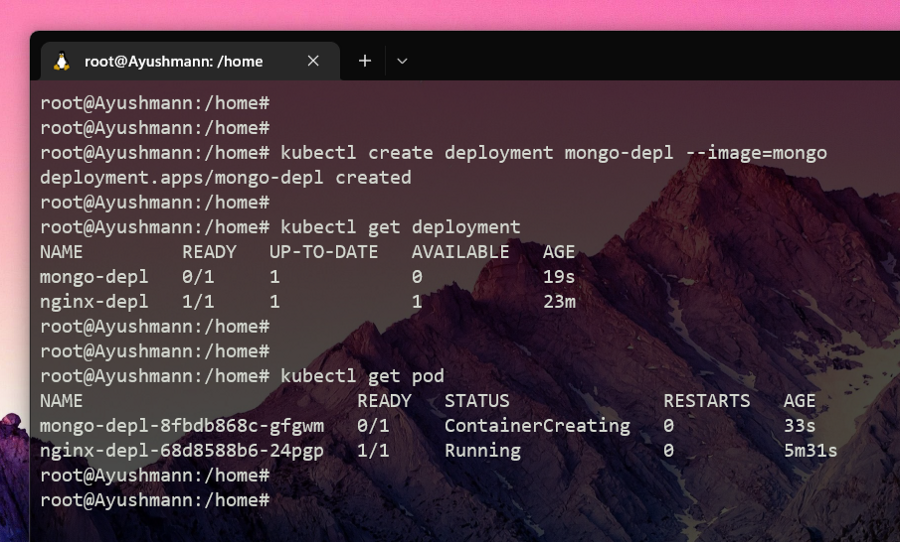 root@Ayushmann: /home
root@Ayushmann:/home#
root@Ayushmann:/home#
root@Ayushmann:/home# kubectl create deployment mongo-depl --image=mongo
deployment.apps/mongo-depl created
root@Ayushmann:/home#
root@Ayushmann:/home# kubectl get deployment
NAME READY UP-TO-DATE AVAILABLE AGE
mongo-depl 0/1 1 0 19s
nginx-depl 1/1 1 1 23m
root@Ayushmann:/home#
root@Ayushmann:/home#
root@Ayushmann:/home# kubectl get pod
NAME READY STATUS RESTARTS AGE
mongo-depl-8fbdb868c-gfgwm 0/1 ContainerCreating 0 33s
nginx-depl-68d8588b6-24pgp 1/1 Running 0 5m31s
root@Ayushmann:/home#
root@Ayushmann:/home#